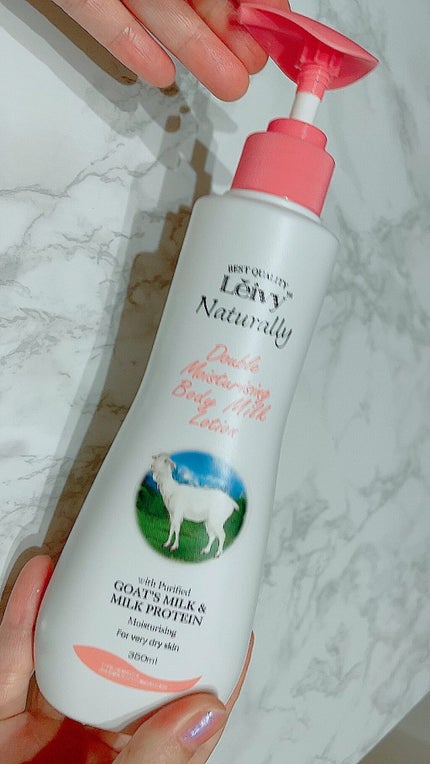 BEST QUALITY
Leivy™
Naturally
Double
Moisturising
Body Milk
Lotion
with Purified
GOAT'S MILK &
MILK PROTEIN
Moisturising
For very dry skin
350ml